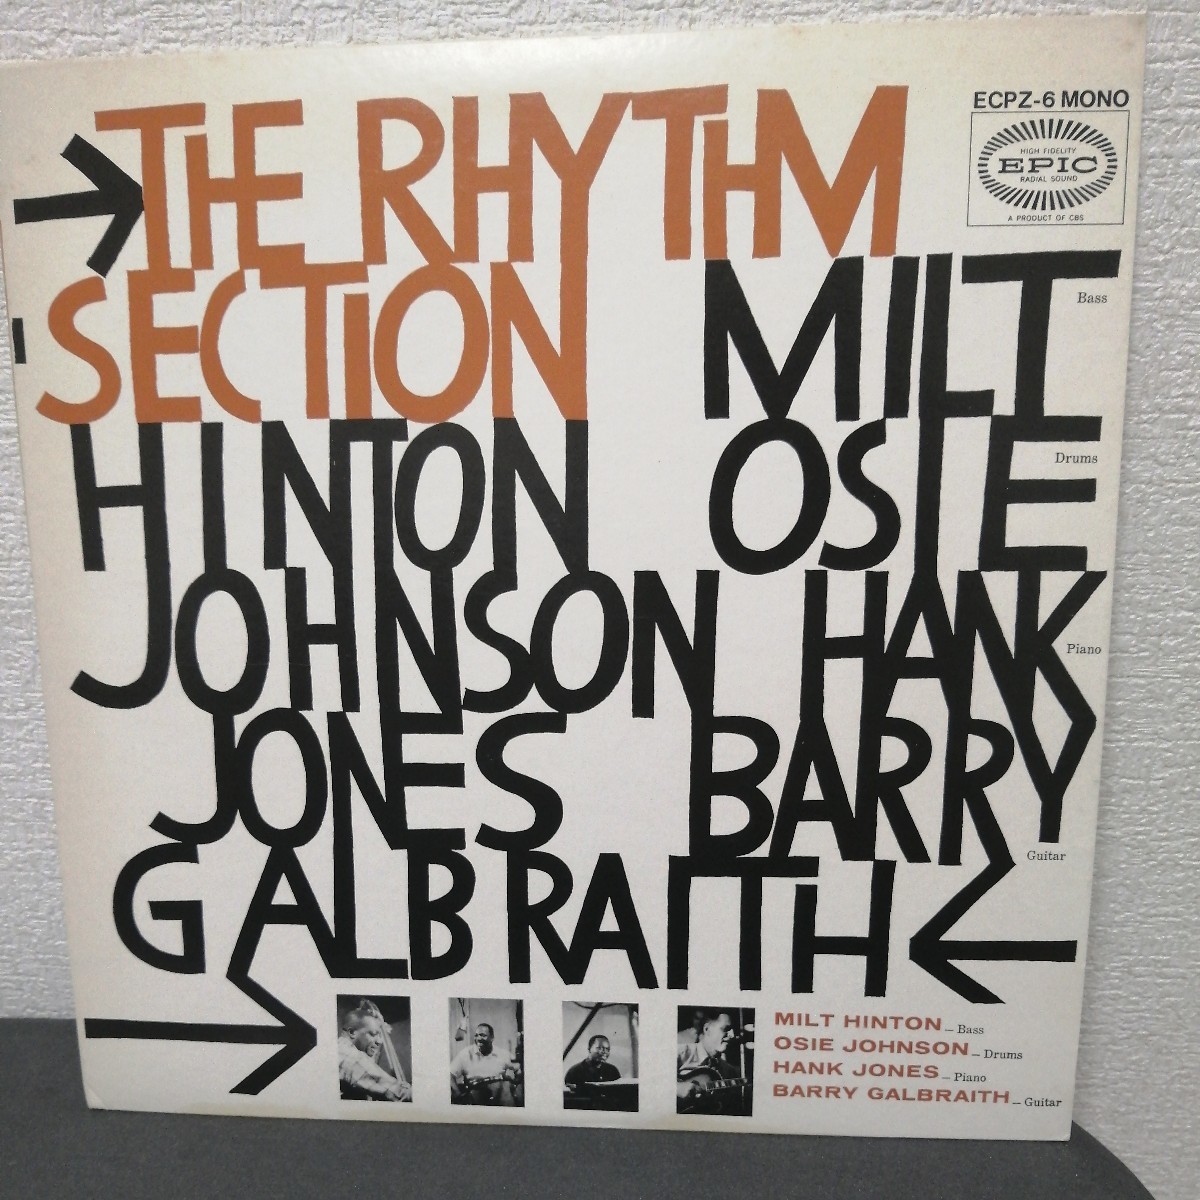 THE RHYTHM
ECPZ-6 MONO
HIGH FIDELITY
EPIC
RADIAL SOUND
A PRODUCT OF CBS
SECTION MILT
Bass
HINTON OSIE
Drums
JOHNSON HANK
Piano
JONES BARRY
Guitar
GALBRAITH
MILT HINTON – Bass
OSIE JOHNSON – Drums
HANK JONES – Piano
BARRY GALBRAITH – Guitar